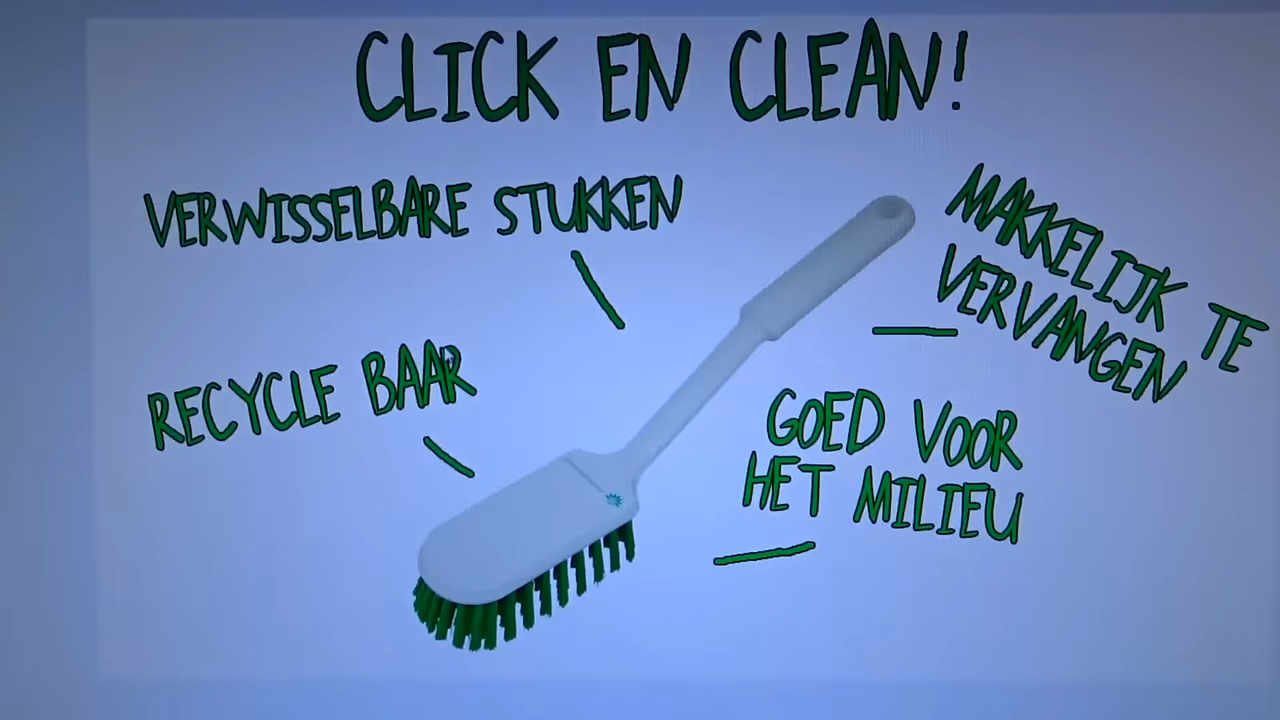 CLICK EN CLEAN!
VERWISSELBARE STUKKEN
MAKKELIJK TE
VERVANGEN
RECYCLE BAAR
GOED VOOR
HET MILIEU